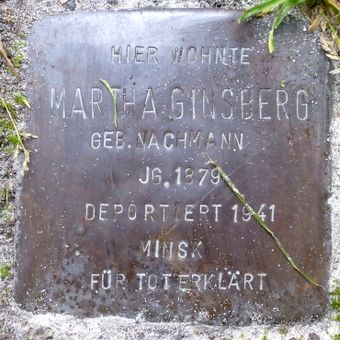 HIER WOHNTE
MARTHA GINSBERG
GEB. NACHMANN
JG. 1879
DEPORTIERT 1941
MINSK
FÜR TOT ERKLÄRT